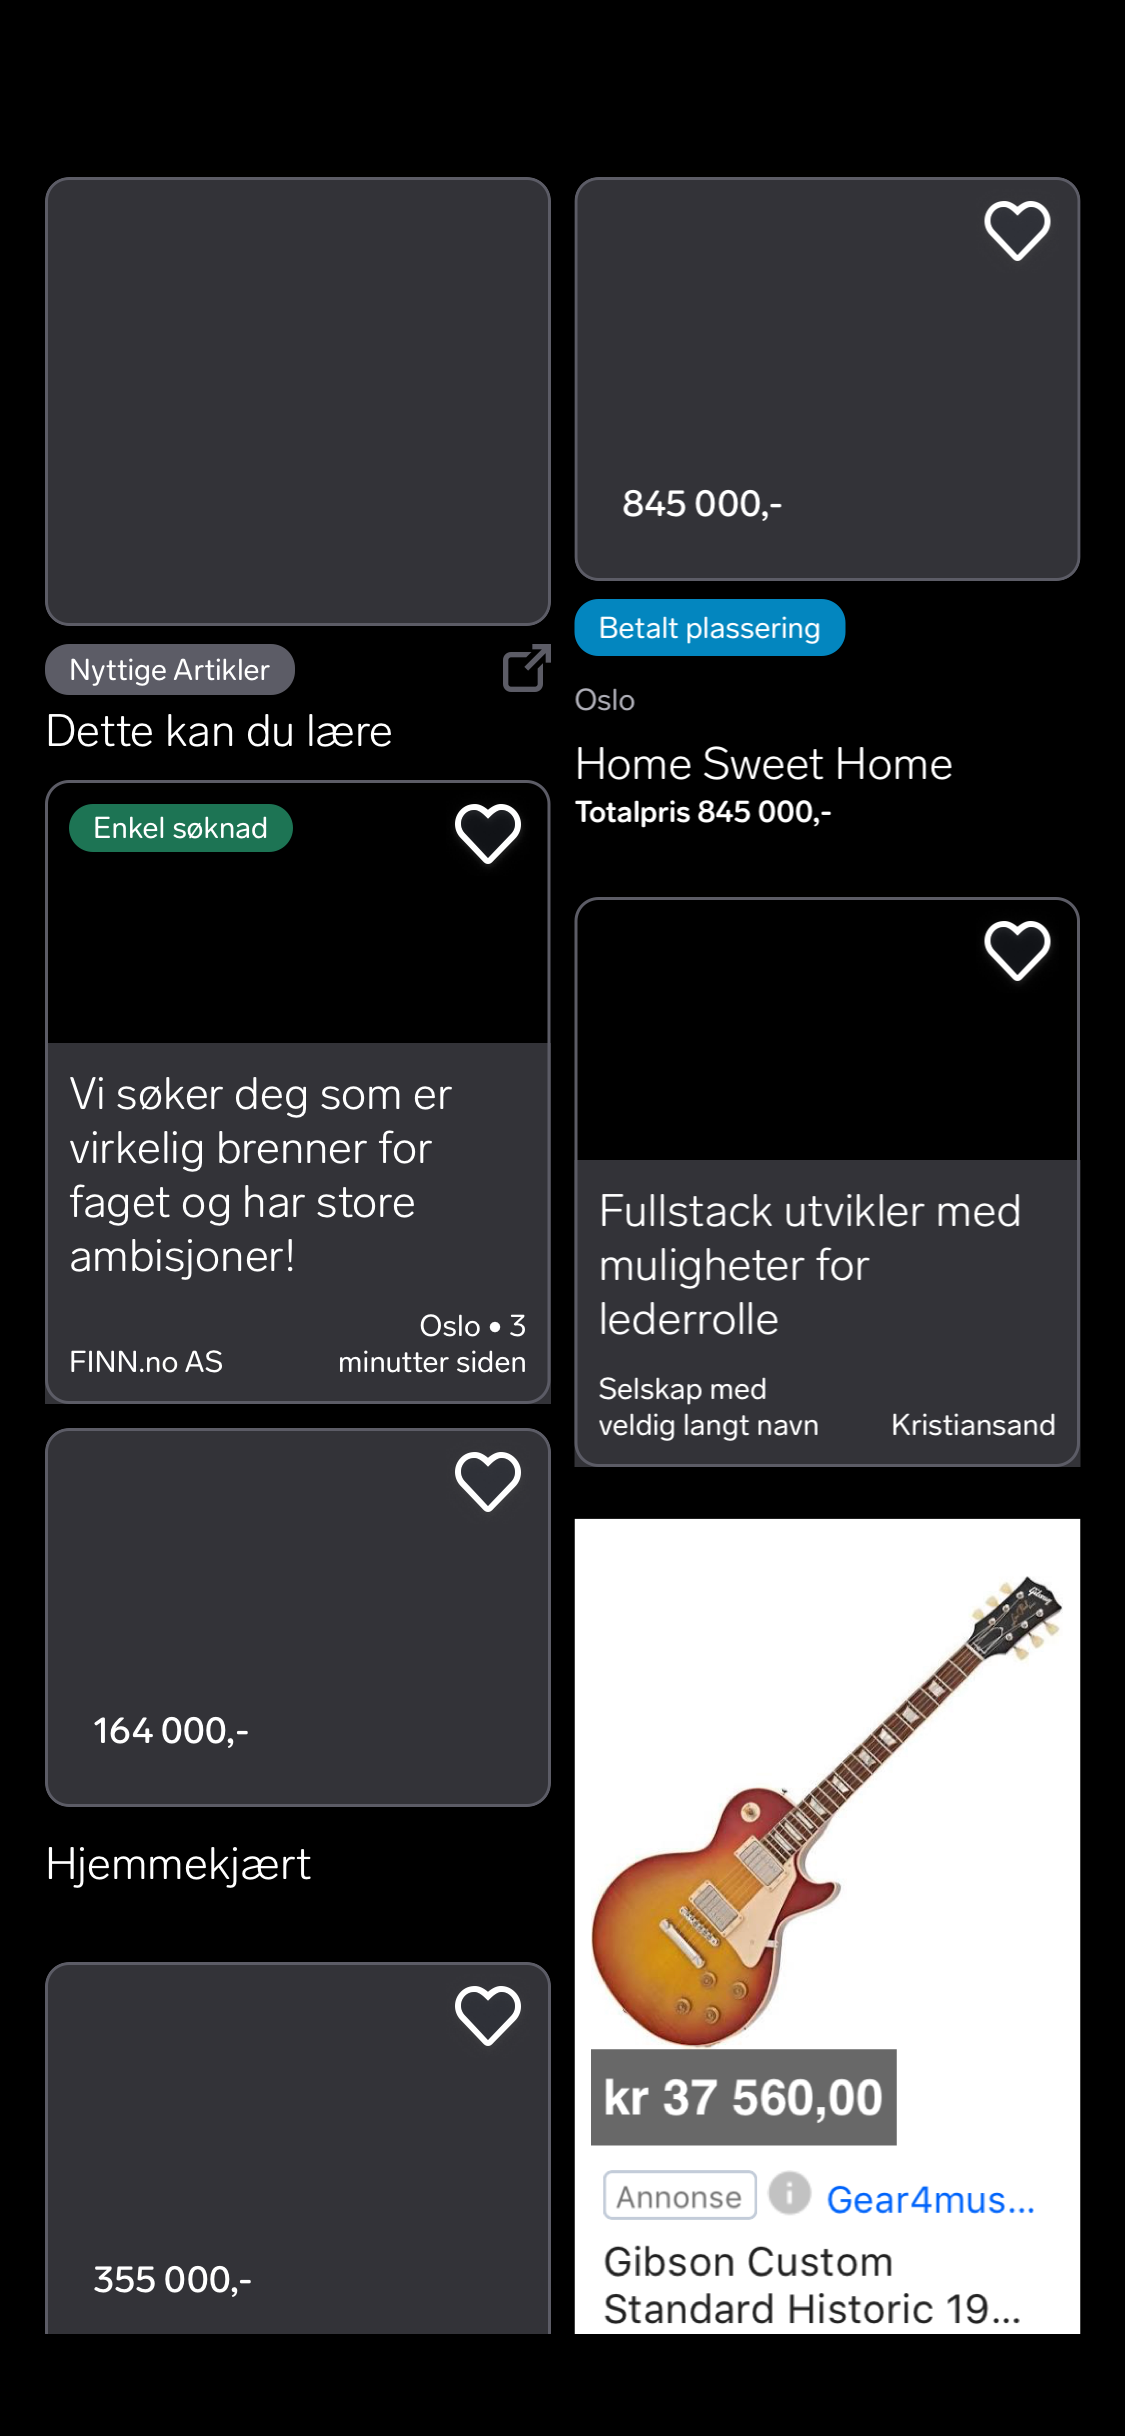 Nyttige Artikler
Dette kan du lære
Enkel søknad
Vi søker deg som er
virkelig brenner for
faget og har store
ambisjoner!
FINN.no AS
Oslo • 3
minutter siden
164 000,-
Hjemmekjært
355 000,-
845 000,-
Betalt plassering
Oslo
Home Sweet Home
Totalpris 845 000,-
Fullstack utvikler med
muligheter for
lederrolle
Selskap med
veldig langt navn
Kristiansand
Gibson
kr 37 560,00
Annonse
Gear4mus...
Gibson Custom
Standard Historic 19...